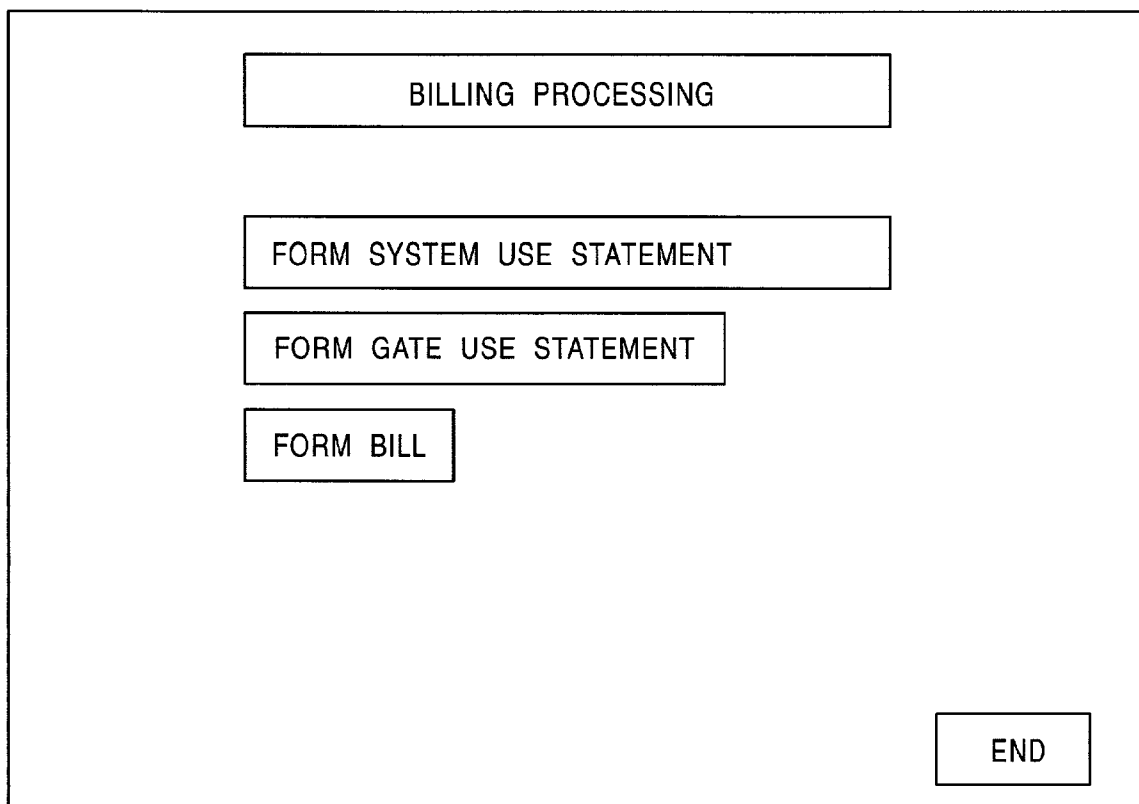 BILLING PROCESSING
FORM SYSTEM USE STATEMENT
FORM GATE USE STATEMENT
FORM BILL
END